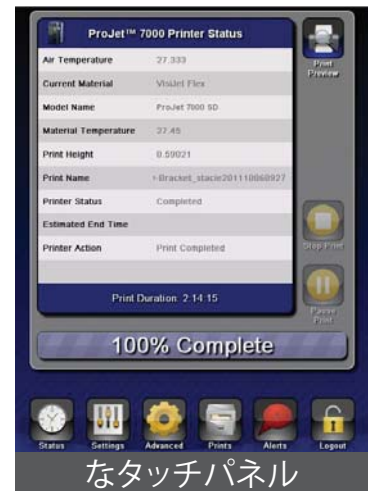 ProJet™ 7000 Printer Status
Air Temperature 27.333
Current Material VisiJet Flex
Model Name ProJet 7000 SD
Material Temperature 27.45
Print Height 0.59021
Print Name -Bracket_stacie201110060927
Printer Status Completed
Estimated End Time
Printer Action Print Completed
Print Duration: 2:14:15
100% Complete
Print Preview
Stop Print
Pause Print
Status Settings Advanced Prints Alerts Logout
なタッチパネル